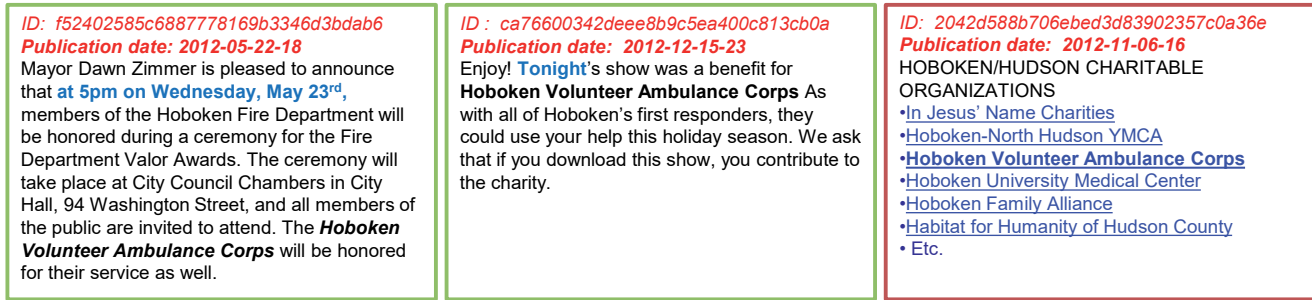 ID: f52402585c6887778169b3346d3bdab6
Publication date: 2012-05-22-18
Mayor Dawn Zimmer is pleased to announce
that at 5pm on Wednesday, May 23rd,
members of the Hoboken Fire Department will
be honored during a ceremony for the Fire
Department Valor Awards. The ceremony will
take place at City Council Chambers in City
Hall, 94 Washington Street, and all members of
the public are invited to attend. The Hoboken
Volunteer Ambulance Corps will be honored
for their service as well.
ID : ca76600342deee8b9c5ea400c813cb0a
Publication date: 2012-12-15-23
Enjoy! Tonight’s show was a benefit for
Hoboken Volunteer Ambulance Corps As
with all of Hoboken’s first responders, they
could use your help this holiday season. We ask
that if you download this show, you contribute to
the charity.
ID: 2042d588b706ebed3d83902357c0a36e
Publication date: 2012-11-06-16
HOBOKEN/HUDSON CHARITABLE
ORGANIZATIONS
•In Jesus’ Name Charities
•Hoboken-North Hudson YMCA
•Hoboken Volunteer Ambulance Corps
•Hoboken University Medical Center
•Hoboken Family Alliance
•Habitat for Humanity of Hudson County
• Etc.